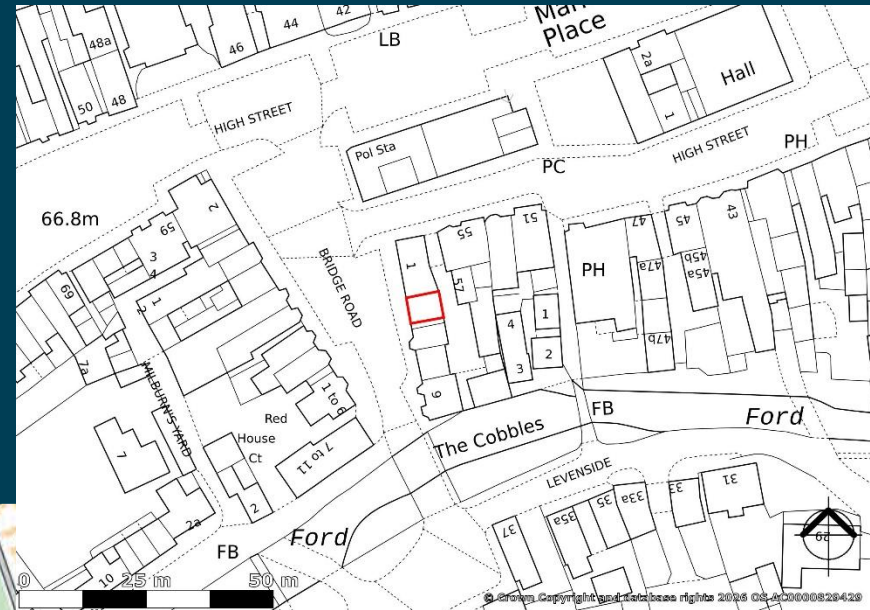 42
44
46
LB
Place
48a
50
48
HIGH STREET
2a
Hall
1
HIGH STREET
PH
Pol Sta
PC
66.8m
2
59
3
4
69
1
2
7a
BRIDGE ROAD
1
55
51
57
47
45
43
PH
47a
45b
45a
47b
1
4
2
3
9
MILBURN'S YARD
1 to 6
Red
House
Ct
7 to 11
7
2
2a
10
The Cobbles
FB
Ford
LEVENSIDE
FB
Ford
37
35a
35
33a
33
31
29
0 25 m 50 m
© Crown Copyright and database rights 2026 OS AC0000829429